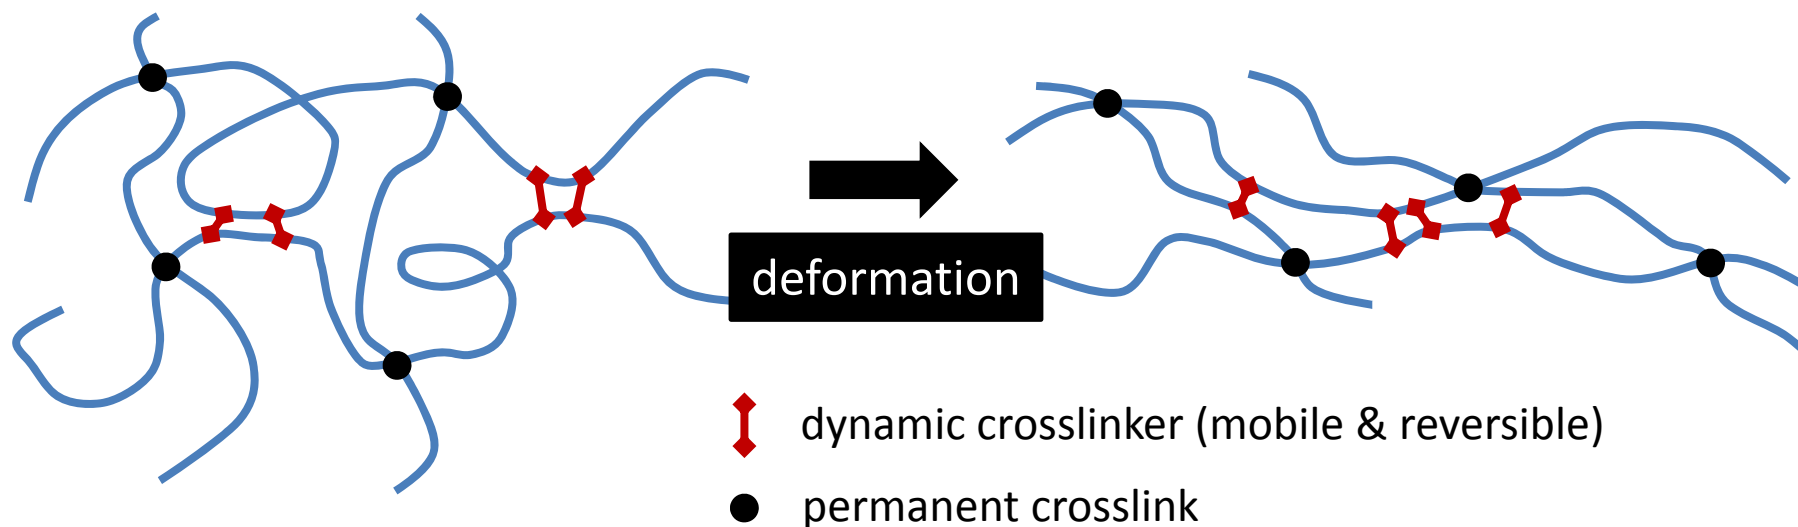 deformation
dynamic crosslinker (mobile & reversible)
permanent crosslink